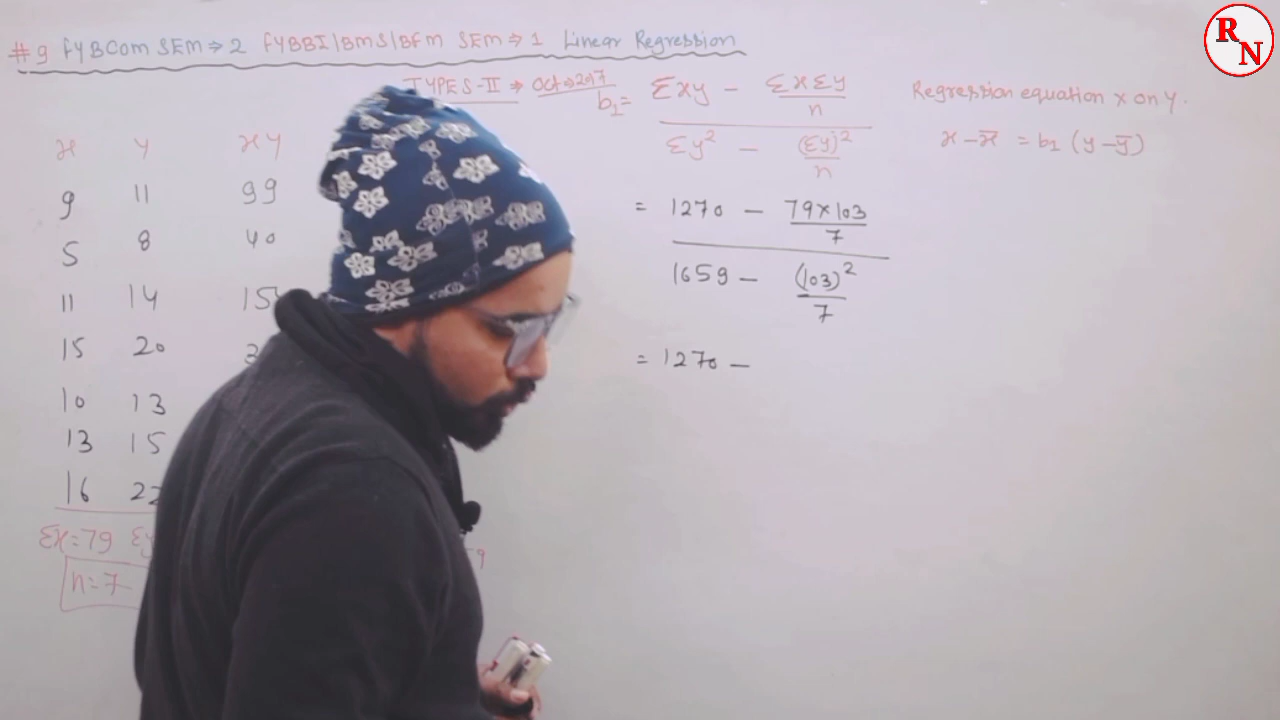 #9 FYBCom SEM⇒2 FYBBI/BMS/BFM SEM⇒1 Linear Regression
TYPES-II ⇒ Oct⇒2017
x y xy
9 11 99
5 8 40
11 14 15
15 20 3
10 13
13 15
16 22
Σx=79 Σy
n=7
9
b₁= Σxy − ΣxΣy/n
Σy² − (Σy)²/n
= 1270 − 79×103/7
1659 − (103)²/7
= 1270 −
Regression equation x on y.
x − x̄ = b₁ (y − ȳ)
RN